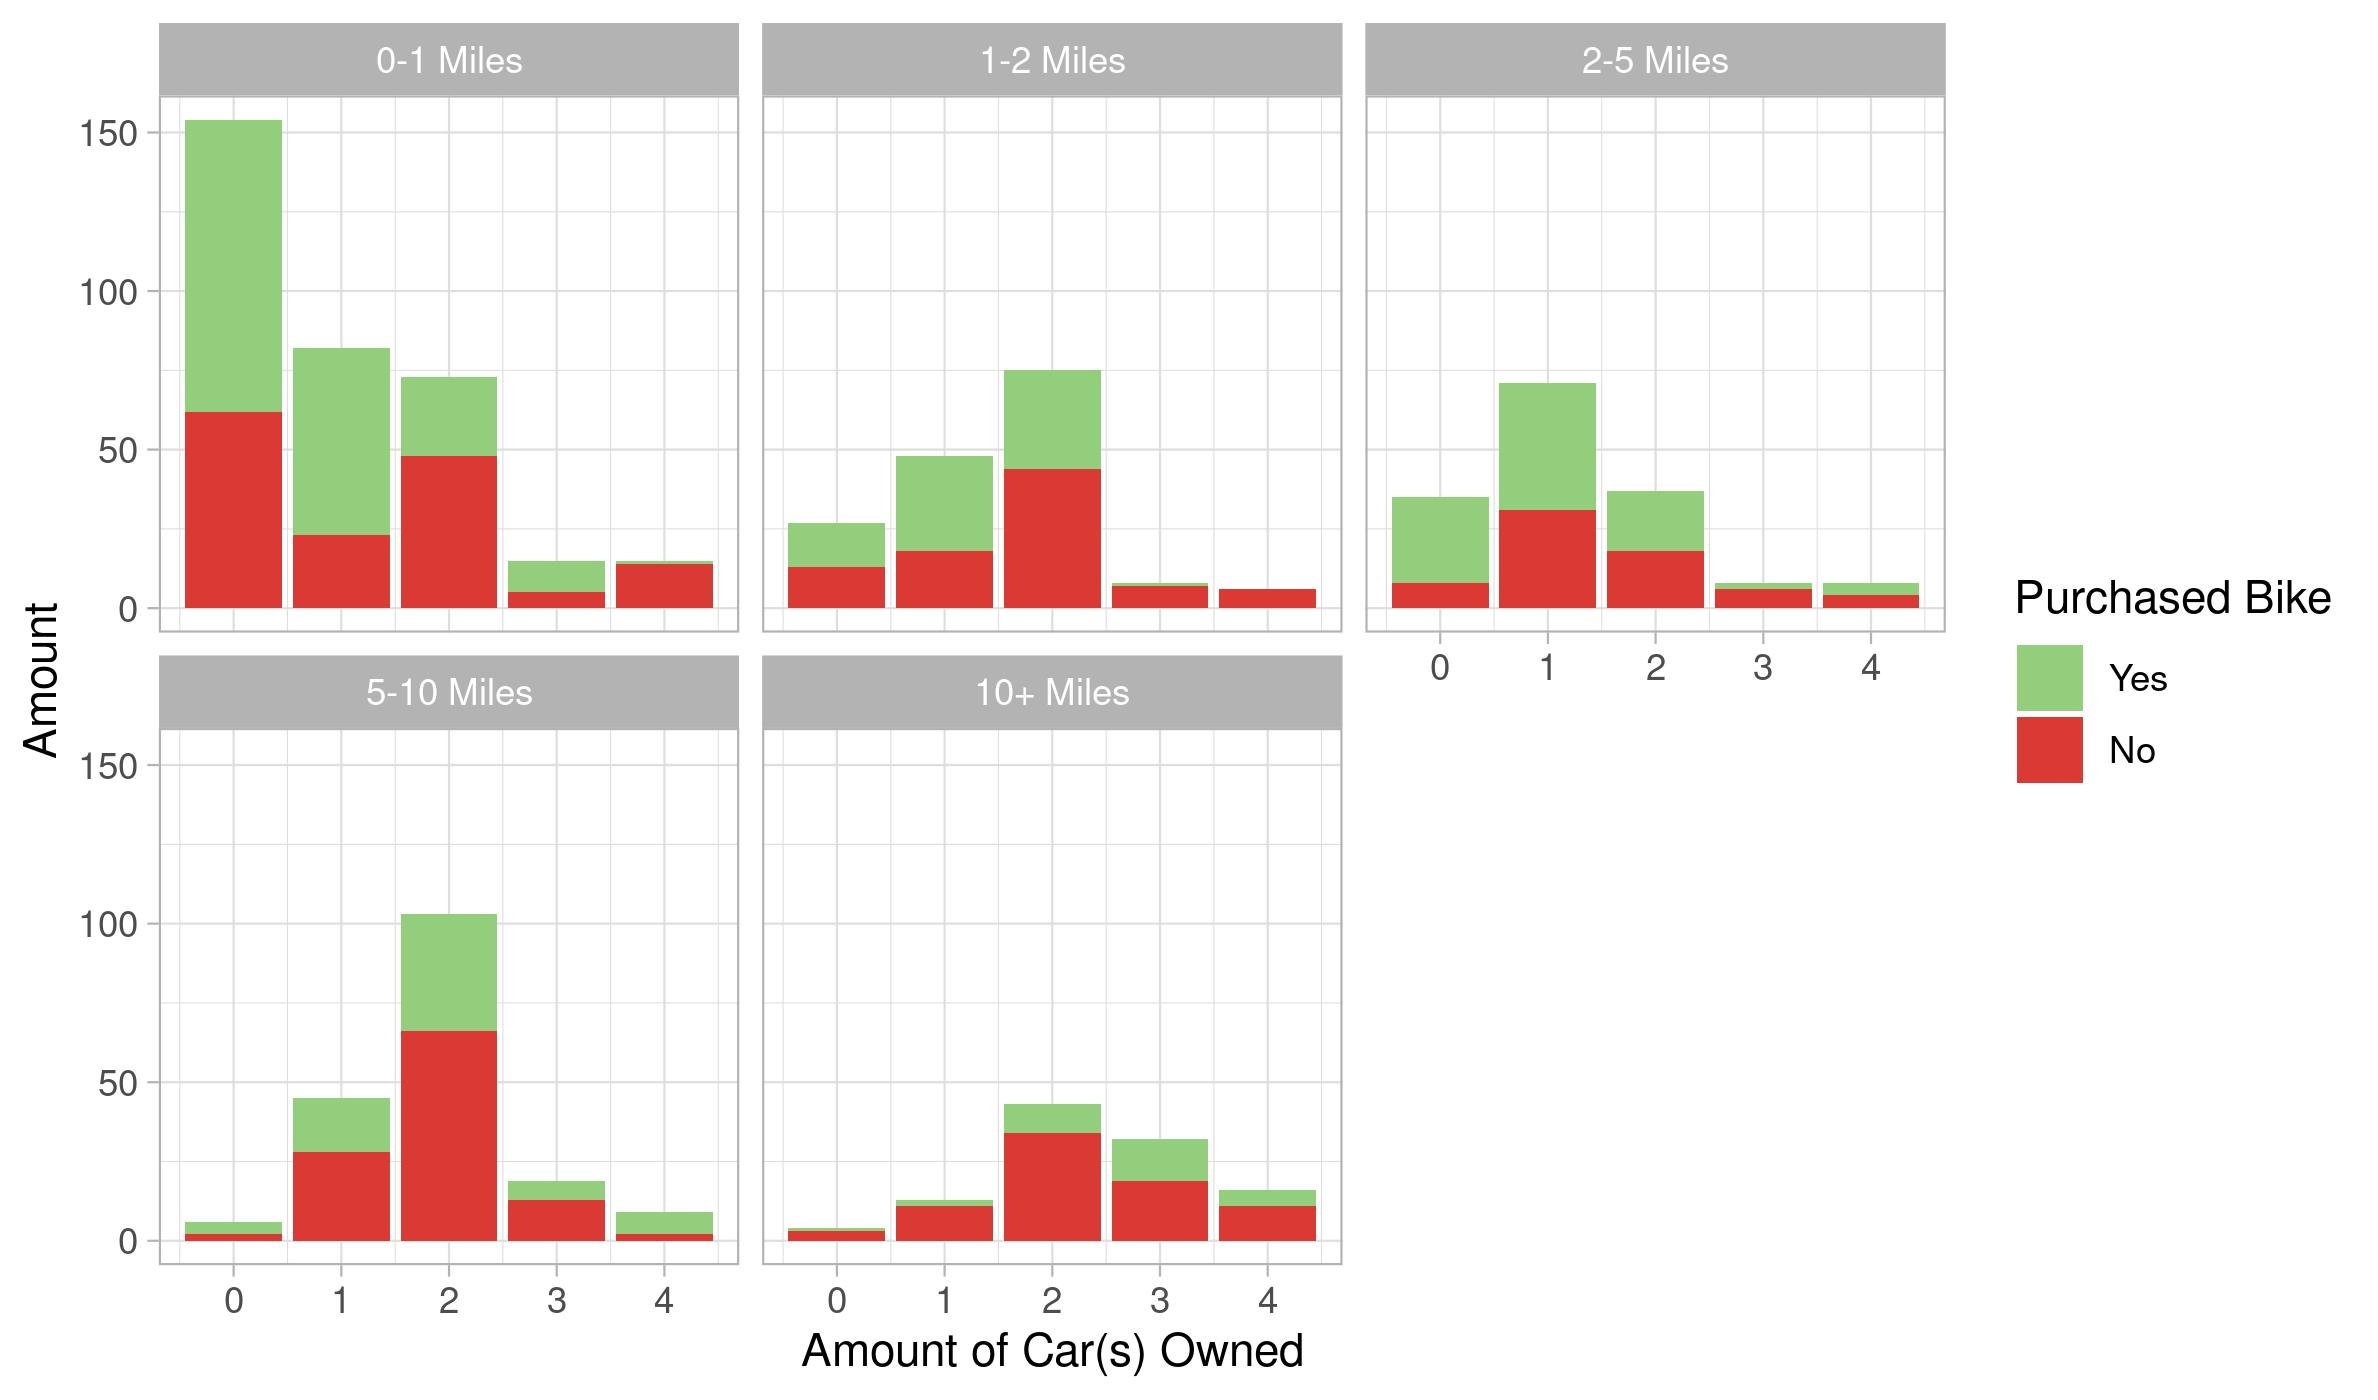 0-1 Miles
1-2 Miles
2-5 Miles
150
100
50
0
0 1 2 3 4
5-10 Miles
10+ Miles
150
100
50
0
0 1 2 3 4
0 1 2 3 4
Amount
Amount of Car(s) Owned
Purchased Bike
Yes
No